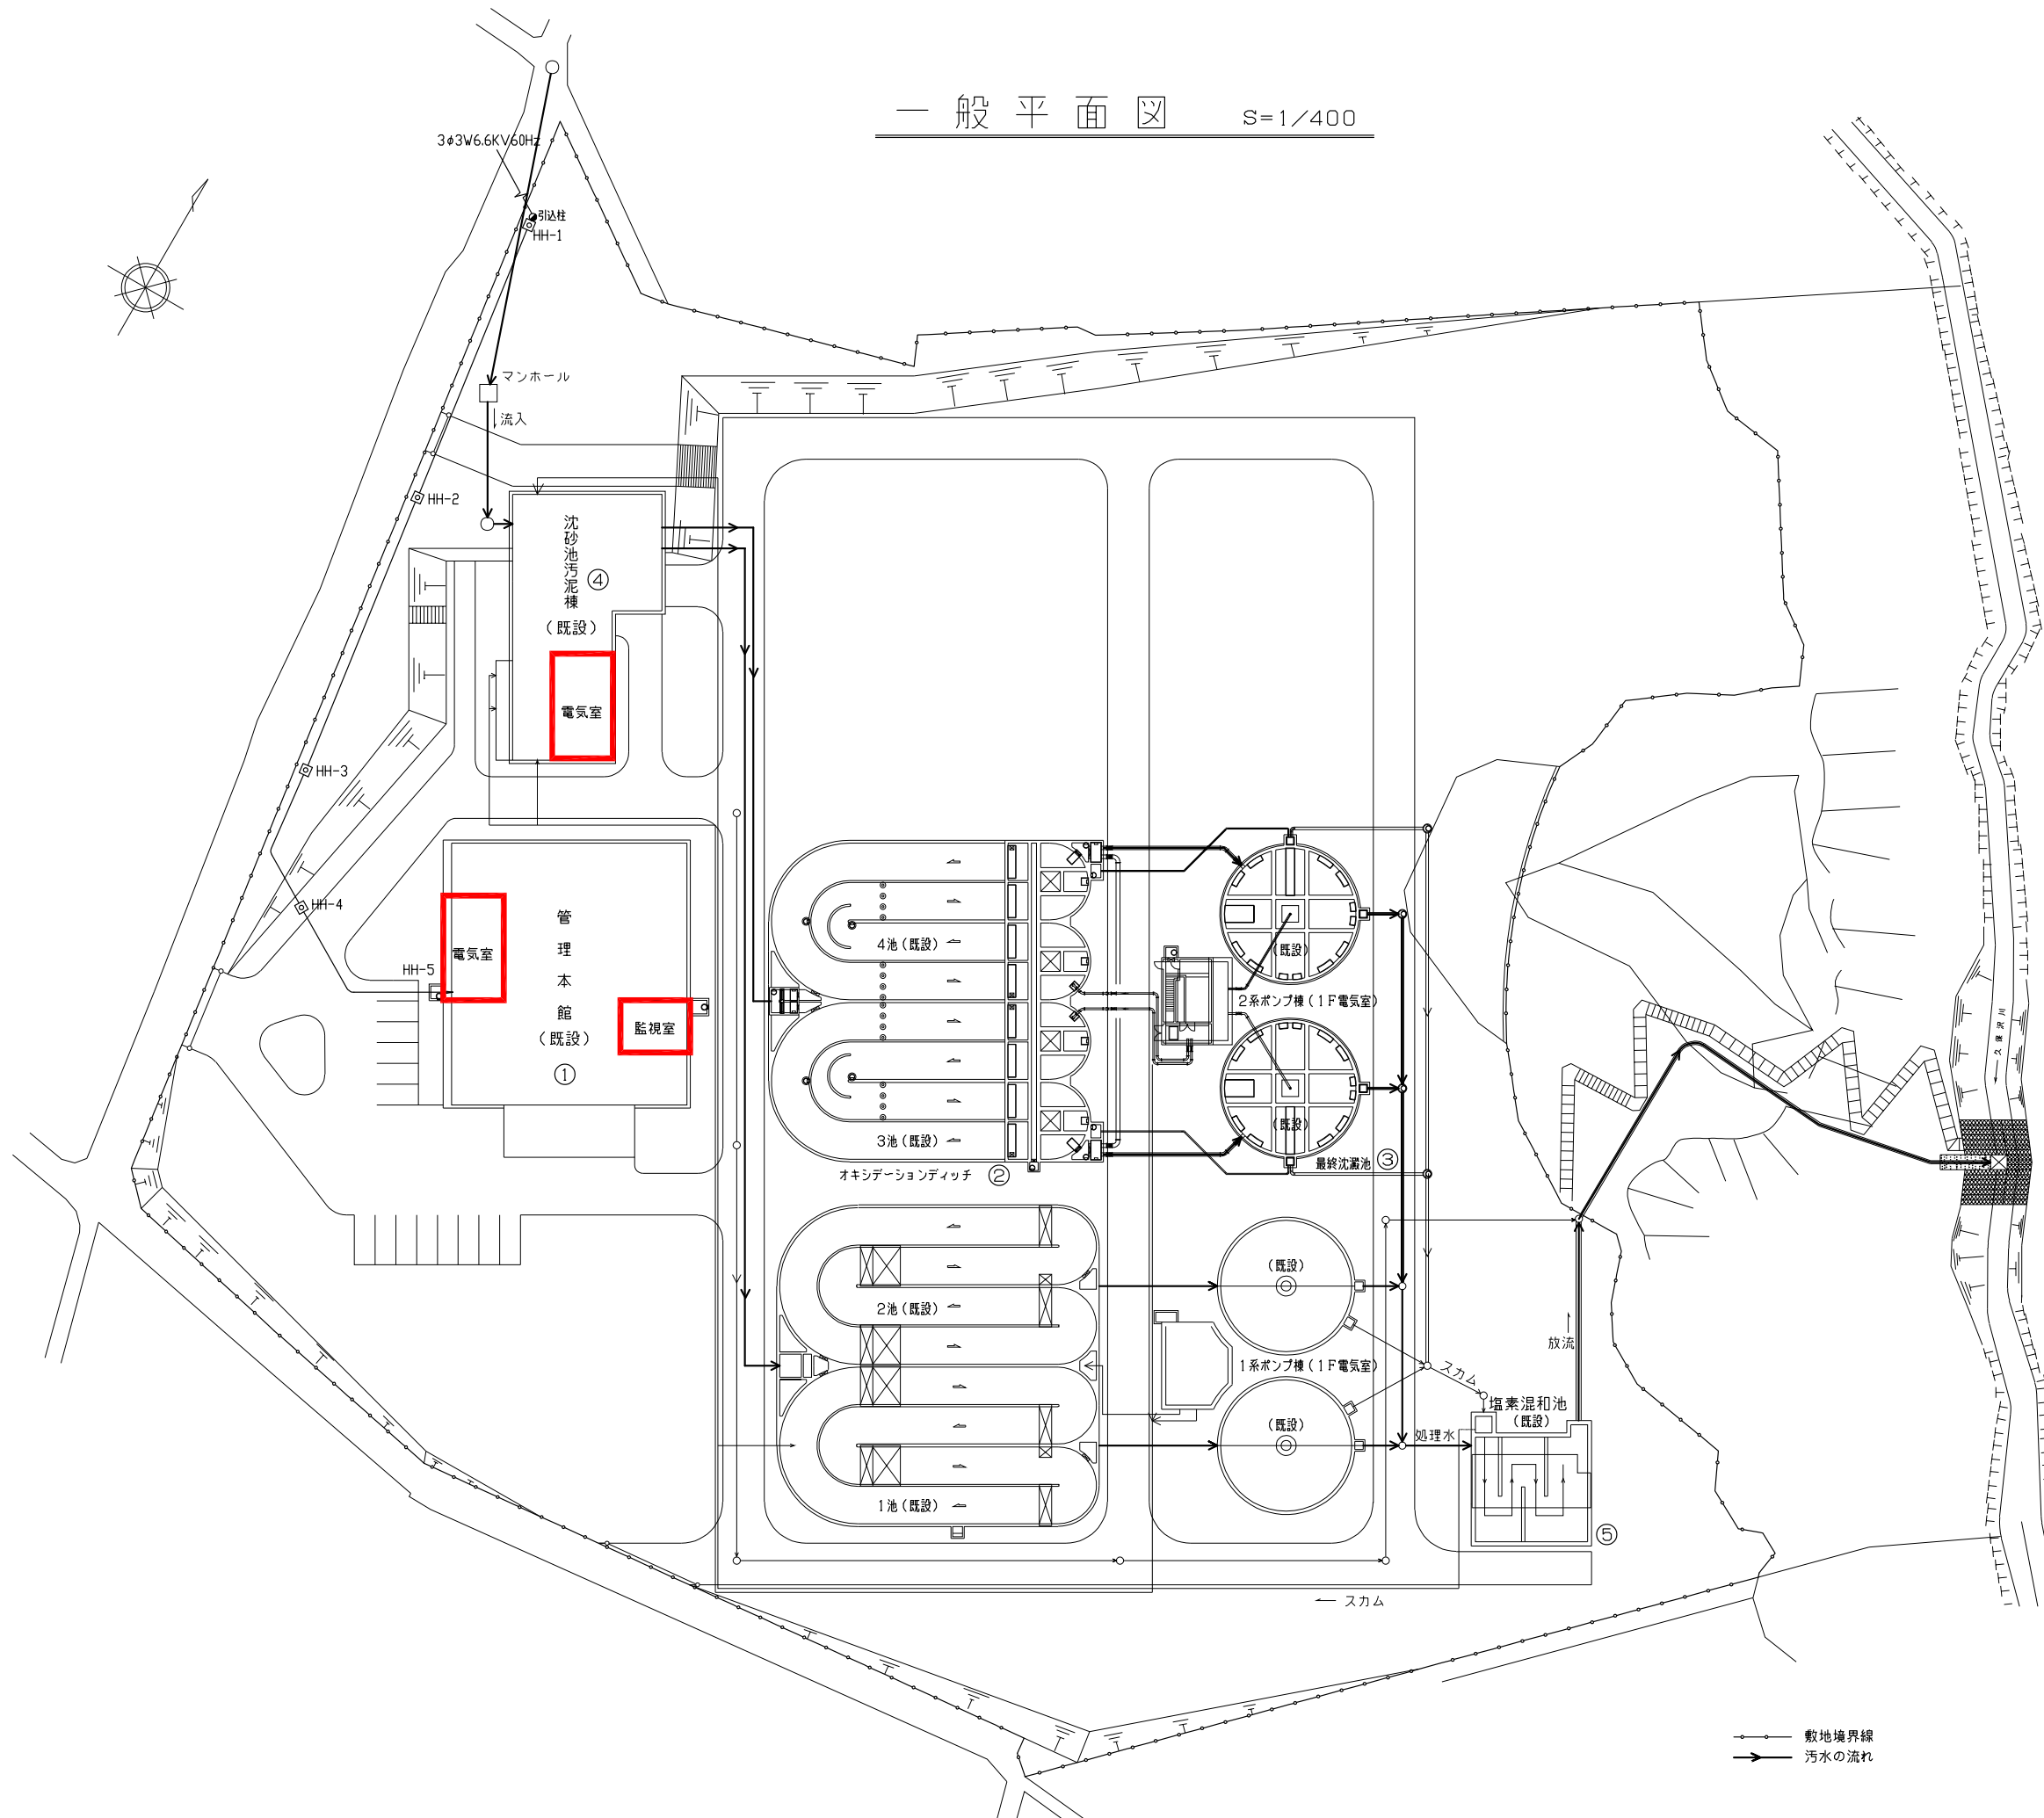 一般平面図 S=1/400
3φ3W6.6KV60Hz
引込柱
HH-1
マンホール
流入
HH-2
沈砂池汚泥棟
④
(既設)
電気室
HH-3
HH-4
HH-5
電気室
管理本館
(既設)
①
監視室
4池(既設)
3池(既設)
オキシデーションディッチ ②
2池(既設)
1池(既設)
(既設)
2系ポンプ棟(1F電気室)
(既設)
最終沈澱池 ③
(既設)
1系ポンプ棟(1F電気室)
(既設)
スカム
塩素混和池
(既設)
処理水
放流
⑤
スカム
久保沢川
敷地境界線
汚水の流れ